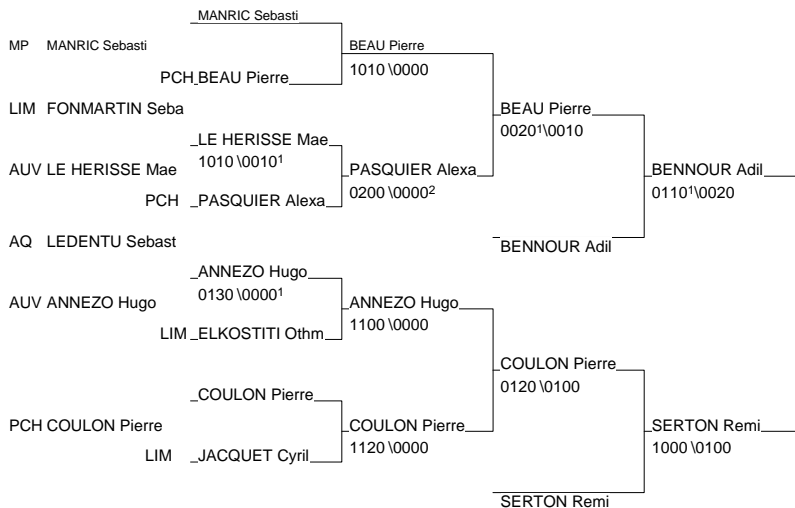 MANRIC Sebasti
MP MANRIC Sebasti
BEAU Pierre
1010 \0000
PCH BEAU Pierre
LIM FONMARTIN Seba
BEAU Pierre
0020¹\0010
LE HERISSE Mae
1010 \0010¹
AUV LE HERISSE Mae
PASQUIER Alexa
0200 \0000²
BENNOUR Adil
0110¹\0020
PCH PASQUIER Alexa
AQ LEDENTU Sebast
BENNOUR Adil
ANNEZO Hugo
0130 \0000¹
AUV ANNEZO Hugo
ANNEZO Hugo
1100 \0000
LIM ELKOSTITI Othm
COULON Pierre
0120 \0100
COULON Pierre
PCH COULON Pierre
COULON Pierre
1120 \0000
SERTON Remi
1000 \0100
LIM JACQUET Cyril
SERTON Remi